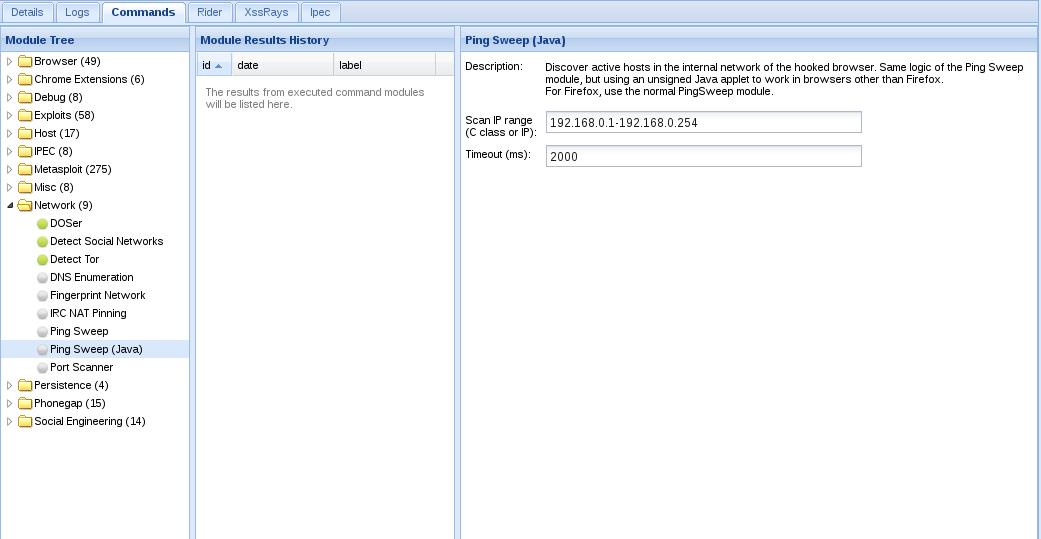 Details Logs Commands Rider XssRays Ipec
Module Tree
Browser (49)
Chrome Extensions (6)
Debug (8)
Exploits (58)
Host (17)
IPEC (8)
Metasploit (275)
Misc (8)
Network (9)
DOSer
Detect Social Networks
Detect Tor
DNS Enumeration
Fingerprint Network
IRC NAT Pinning
Ping Sweep
Ping Sweep (Java)
Port Scanner
Persistence (4)
Phonegap (15)
Social Engineering (14)
Module Results History
id date label
The results from executed command modules
will be listed here.
Ping Sweep (Java)
Description: Discover active hosts in the internal network of the hooked browser. Same logic of the Ping Sweep
module, but using an unsigned Java applet to work in browsers other than Firefox.
For Firefox, use the normal PingSweep module.
Scan IP range
(C class or IP):
192.168.0.1-192.168.0.254
Timeout (ms): 2000